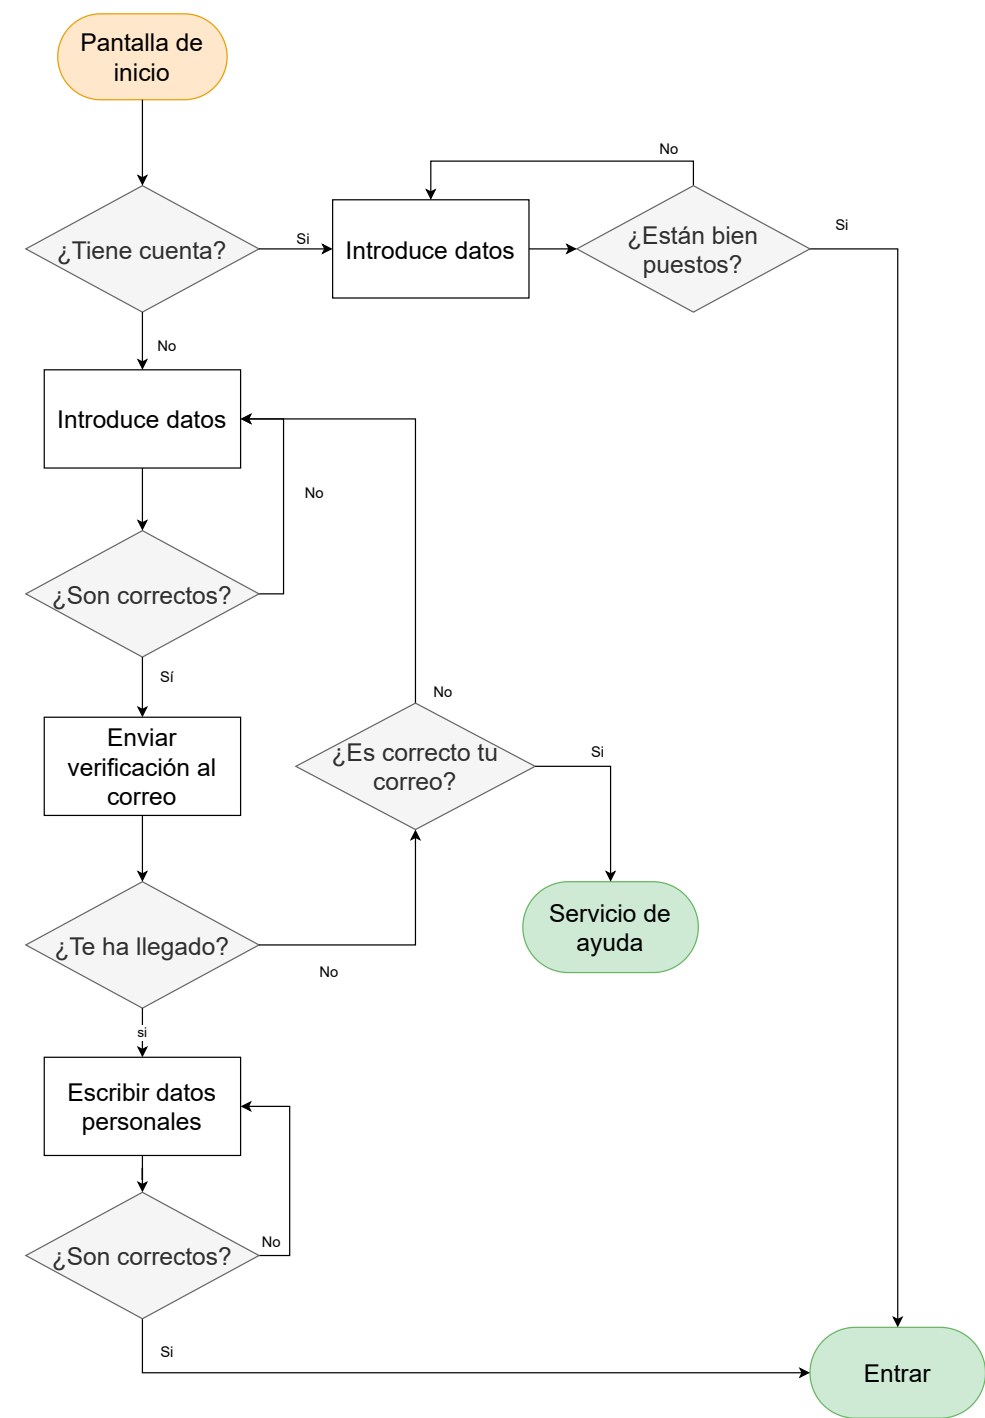 Pantalla de
inicio
No
¿Tiene cuenta?
Si
Introduce datos
¿Están bien
puestos?
Si
No
Introduce datos
No
¿Son correctos?
Sí
Enviar
verificación al
correo
No
¿Es correcto tu
correo?
Si
Servicio de
ayuda
¿Te ha llegado?
No
si
Escribir datos
personales
No
¿Son correctos?
Si
Entrar